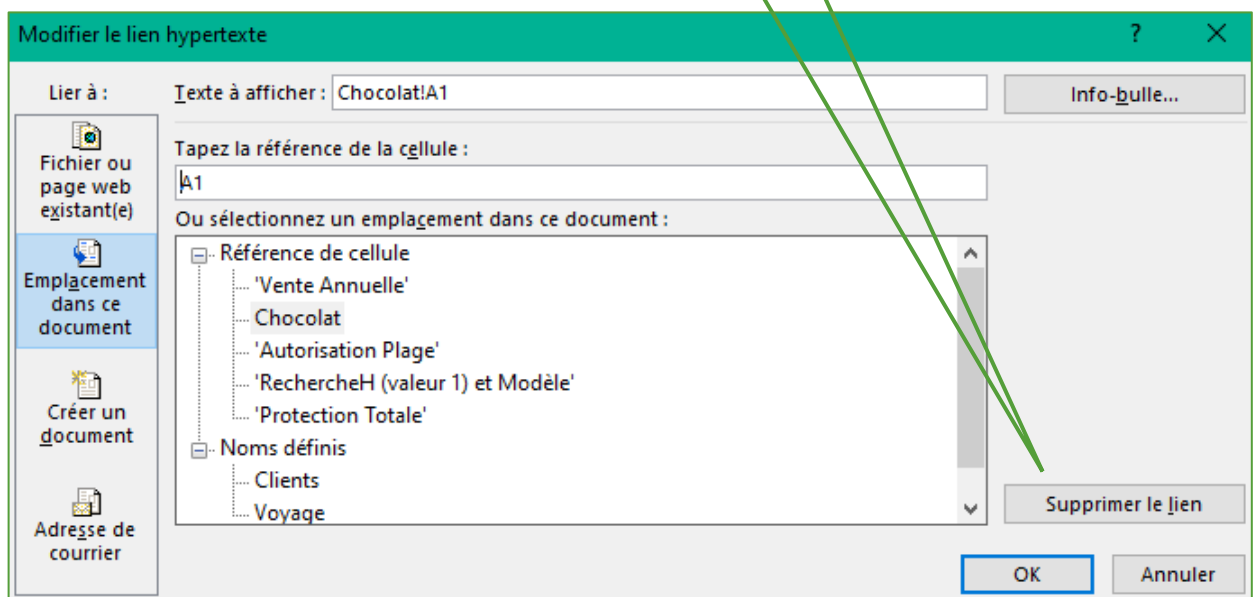 Modifier le lien hypertexte
?
Lier à :
Texte à afficher :
Chocolat!A1
Info-bulle...
Fichier ou
page web
existant(e)
Tapez la référence de la cellule :
A1
Ou sélectionnez un emplacement dans ce document :
Emplacement
dans ce
document
Référence de cellule
'Vente Annuelle'
Chocolat
'Autorisation Plage'
'RechercheH (valeur 1) et Modèle'
'Protection Totale'
Noms définis
Clients
Voyage
Créer un
document
Adresse de
courrier
Supprimer le lien
OK
Annuler